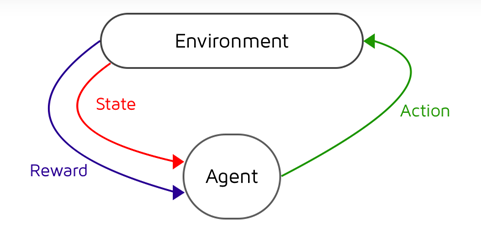 Environment
State
Action
Reward
Agent